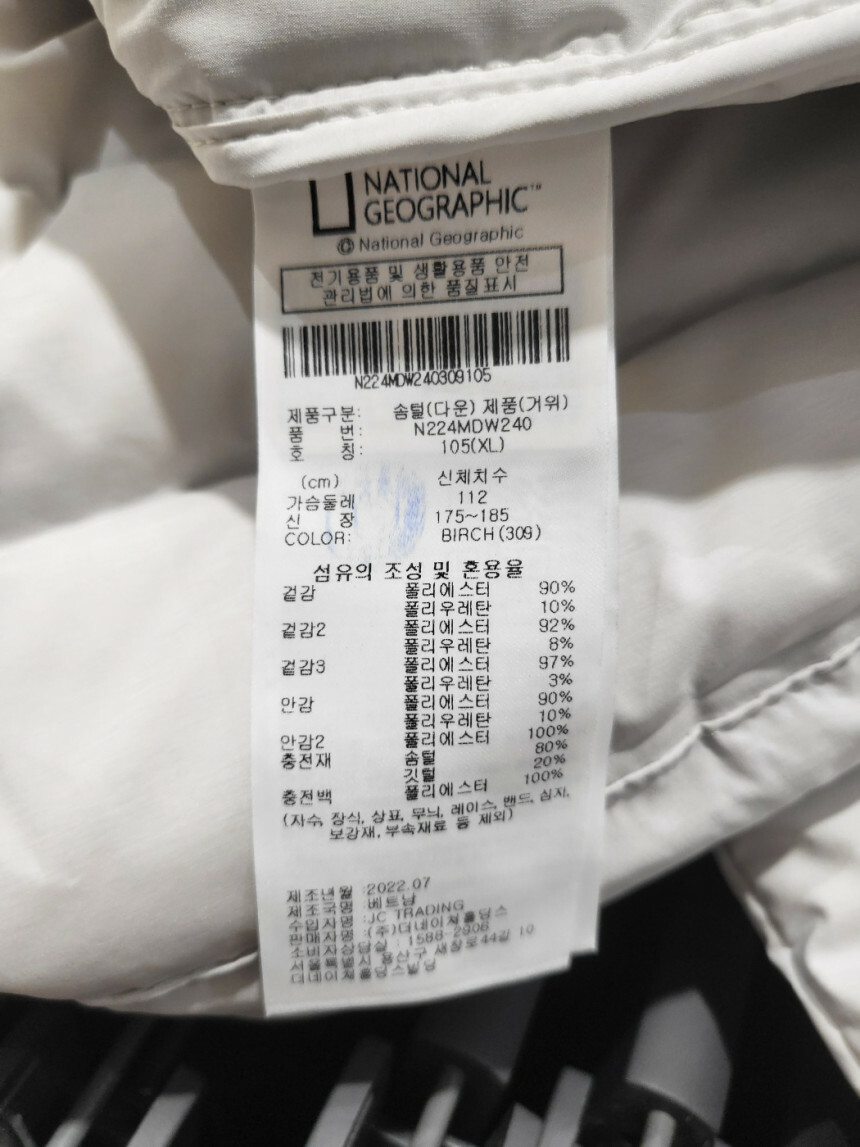 NATIONAL
GEOGRAPHIC™
© National Geographic
전기용품 및 생활용품 안전
관리법에 의한 품질표시
N224MDW240309105
제품구분: 솜털(다운) 제품(거위)
품 번: N224MDW240
호 칭: 105(XL)
(cm) 신체치수
가슴둘레 112
신 장 175~185
COLOR: BIRCH(309)
섬유의 조성 및 혼용율
겉감 폴리에스터 90%
폴리우레탄 10%
겉감2 폴리에스터 92%
폴리우레탄 8%
겉감3 폴리에스터 97%
폴리우레탄 3%
안감 폴리에스터 90%
폴리우레탄 10%
안감2 폴리에스터 100%
충전재 솜털 80%
깃털 20%
충전백 폴리에스터 100%
(자수, 장식, 상표, 무늬, 레이스, 밴드, 심지,
보강재, 부속재료 등 제외)
제조년월 :2022.07
제조국명 :베트남
수입자명 :JC TRADING
판매자명 :(주)더네이쳐홀딩스
소비자상담실 : 1588-2906
서울특별시 용산구 새창로44길 10
더네이쳐홀딩스빌딩